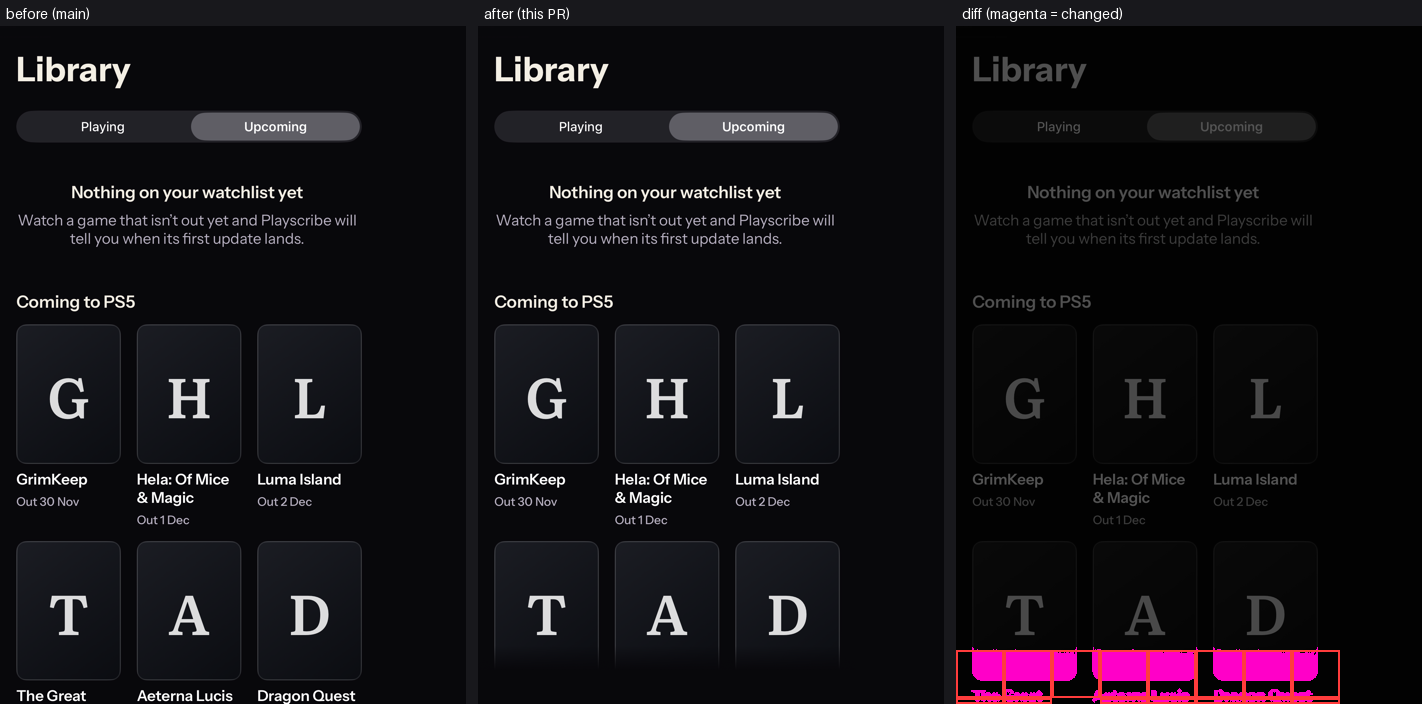 before (main)
Library
Playing
Upcoming
Nothing on your watchlist yet
Watch a game that isn't out yet and Playscribe will
tell you when its first update lands.
Coming to PS5
G
H
L
GrimKeep
Out 30 Nov
Hela: Of Mice
& Magic
Out 1 Dec
Luma Island
Out 2 Dec
T
A
D
The Great
Aeterna Lucis
Dragon Quest
after (this PR)
Library
Playing
Upcoming
Nothing on your watchlist yet
Watch a game that isn't out yet and Playscribe will
tell you when its first update lands.
Coming to PS5
G
H
L
GrimKeep
Out 30 Nov
Hela: Of Mice
& Magic
Out 1 Dec
Luma Island
Out 2 Dec
T
A
D
diff (magenta = changed)
Library
Playing
Upcoming
Nothing on your watchlist yet
Watch a game that isn't out yet and Playscribe will
tell you when its first update lands.
Coming to PS5
G
H
L
GrimKeep
Out 30 Nov
Hela: Of Mice
& Magic
Out 1 Dec
Luma Island
Out 2 Dec
T
A
D